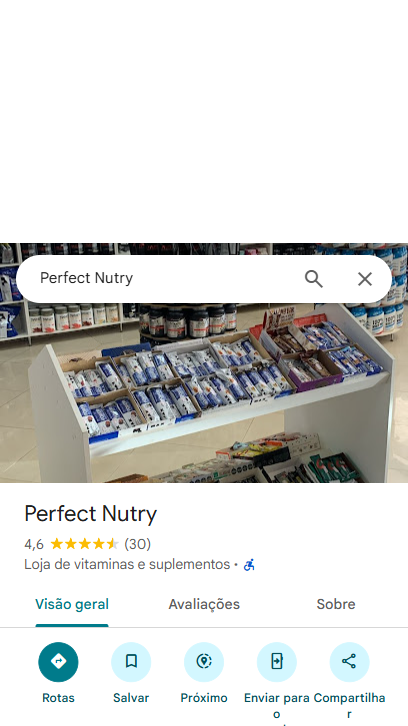 Perfect Nutry
Perfect Nutry
4,6 (30)
Loja de vitaminas e suplementos •
Visão geral Avaliações Sobre
Rotas Salvar Próximo Enviar para o Compartilhar